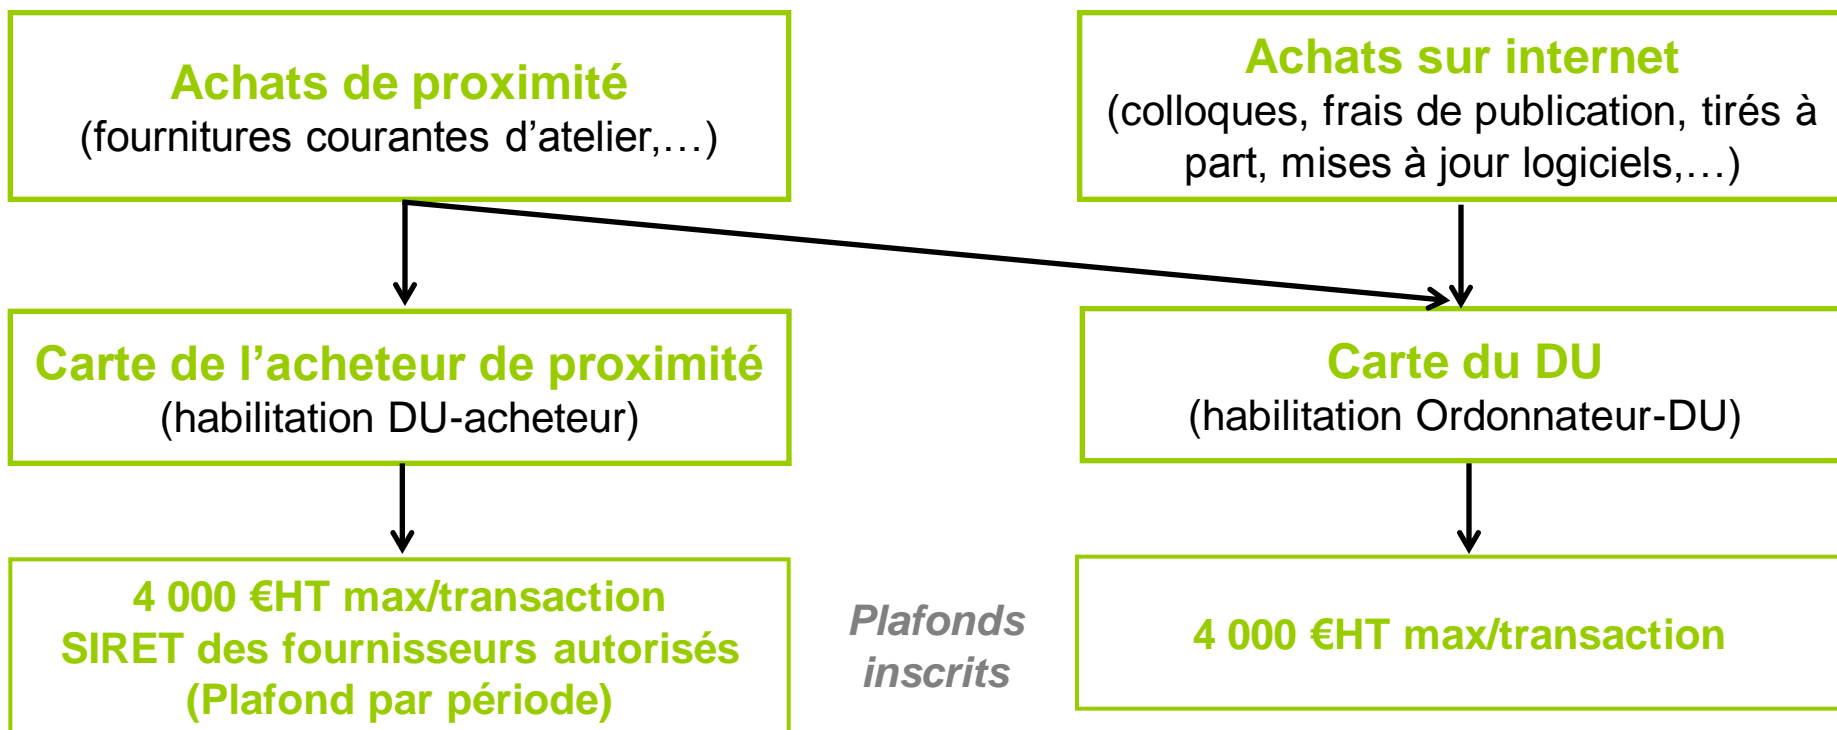 Achats de proximité
(fournitures courantes d’atelier,…)
Achats sur internet
(colloques, frais de publication, tirés à
part, mises à jour logiciels,…)
Carte de l’acheteur de proximité
(habilitation DU-acheteur)
Carte du DU
(habilitation Ordonnateur-DU)
4 000 €HT max/transaction
SIRET des fournisseurs autorisés
(Plafond par période)
Plafonds
inscrits
4 000 €HT max/transaction